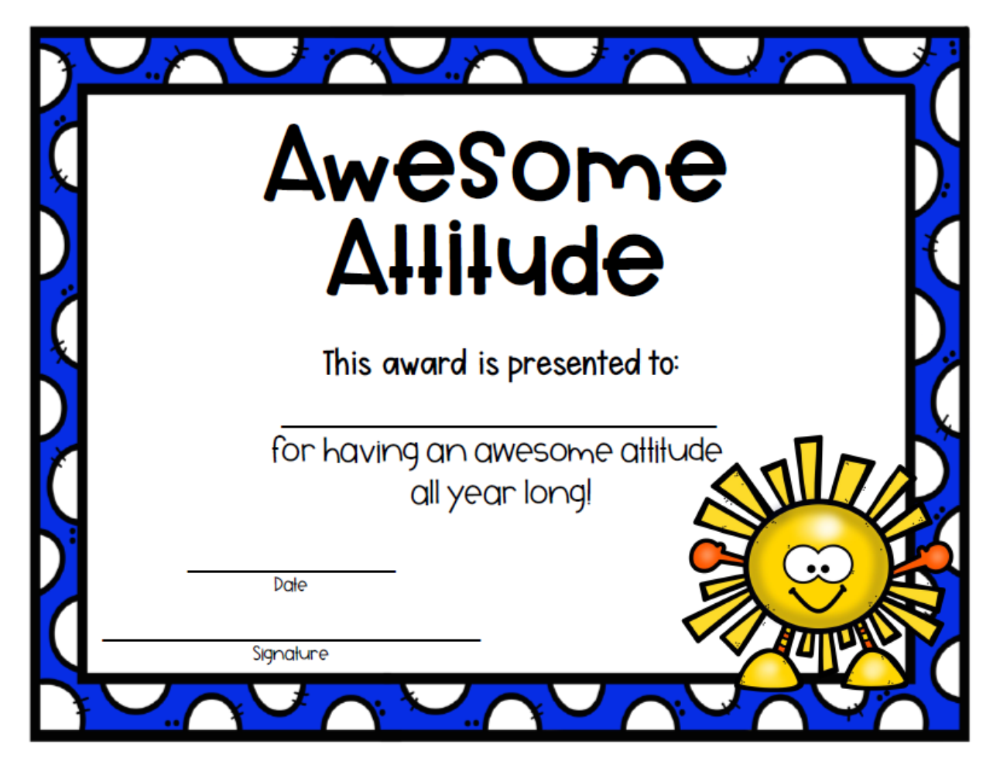 Awesome
Attitude
This award is presented to:
for having an awesome attitude
all year long!
Date
Signature